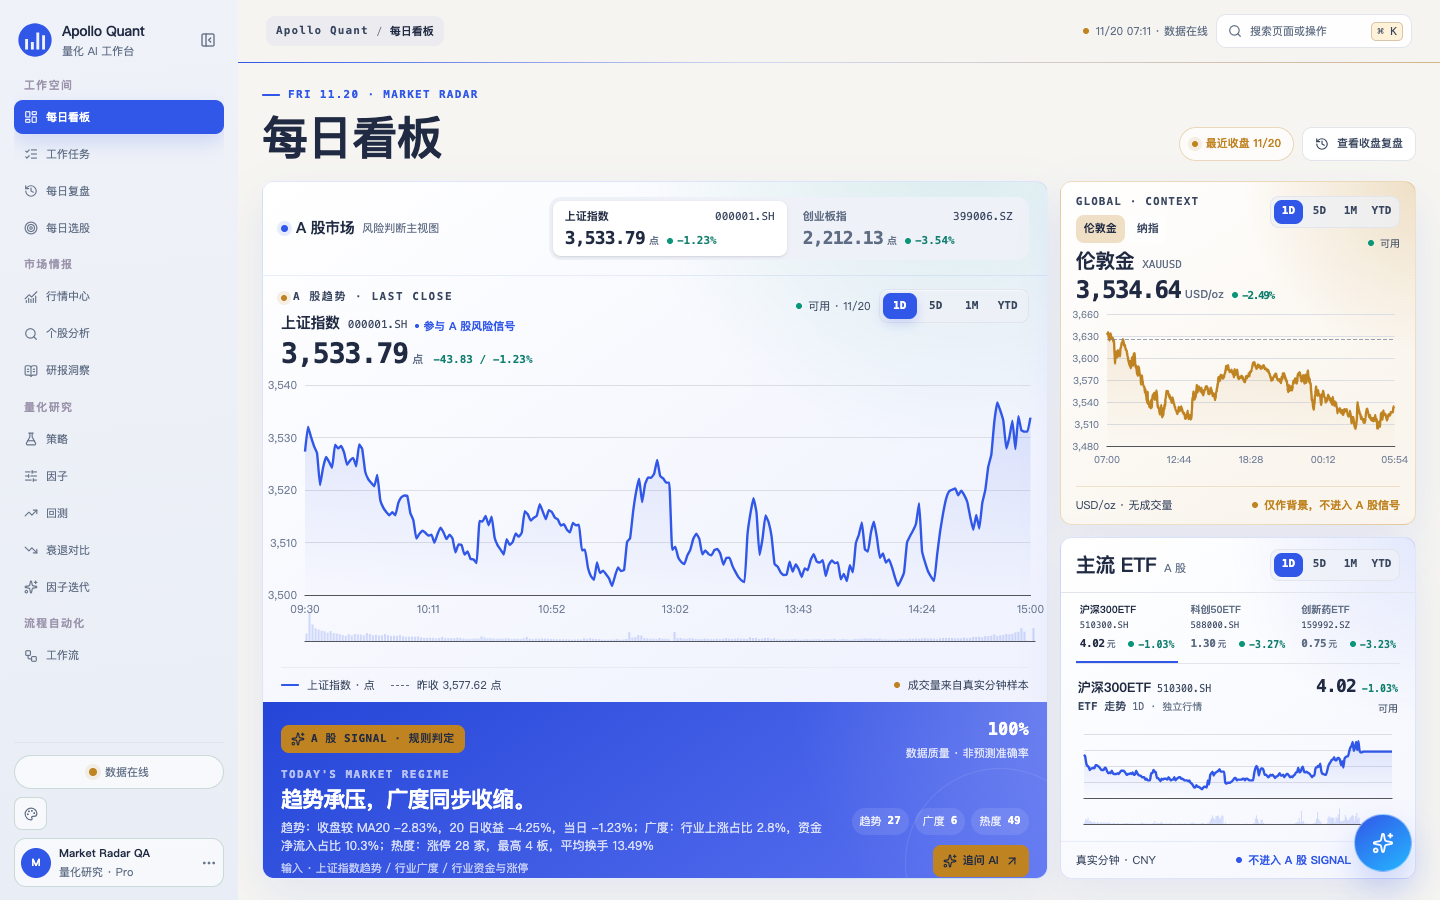 Apollo Quant
量化 AI 工作台
工作空间
每日看板
工作任务
每日复盘
每日选股
市场情报
行情中心
个股分析
研报洞察
量化研究
策略
因子
回测
衰退对比
因子迭代
流程自动化
工作流
数据在线
M
Market Radar QA
量化研究 · Pro
Apollo Quant / 每日看板
11/20 07:11 · 数据在线
搜索页面或操作
⌘ K
FRI 11.20 · MARKET RADAR
每日看板
最近收盘 11/20
查看收盘复盘
A 股市场 风险判断主视图
上证指数 000001.SH
3,533.79 点 −1.23%
创业板指 399006.SZ
2,212.13 点 −3.54%
A 股趋势 · LAST CLOSE
可用 · 11/20
1D 5D 1M YTD
上证指数 000001.SH 参与 A 股风险信号
3,533.79 点 −43.83 / −1.23%
3,540
3,530
3,520
3,510
3,500
09:30 10:11 10:52 13:02 13:43 14:24 15:00
上证指数 · 点 昨收 3,577.62 点
成交量来自真实分钟样本
A 股 SIGNAL · 规则判定
100%
数据质量 · 非预测准确率
TODAY'S MARKET REGIME
趋势承压，广度同步收缩。
趋势：收盘较 MA20 −2.83%，20 日收益 −4.25%，当日 −1.23%；广度：行业上涨占比 2.8%，资金
净流入占比 10.3%；热度：涨停 28 家，最高 4 板，平均换手 13.49%
输入 · 上证指数趋势 / 行业广度 / 行业资金与涨停
趋势 27 广度 6 热度 49
追问 AI
GLOBAL · CONTEXT
伦敦金 纳指
1D 5D 1M YTD
可用
伦敦金 XAUUSD
3,534.64 USD/oz −2.49%
3,660
3,630
3,600
3,570
3,540
3,510
3,480
07:00 12:44 18:28 00:12 05:54
USD/oz · 无成交量
仅作背景，不进入 A 股信号
主流 ETF A 股
1D 5D 1M YTD
沪深300ETF
510300.SH
4.02 元 −1.03%
科创50ETF
588000.SH
1.30 元 −3.27%
创新药ETF
159992.SZ
0.75 元 −3.23%
沪深300ETF 510300.SH
4.02 −1.03%
ETF 走势 1D · 独立行情
可用
真实分钟 · CNY
不进入 A 股 SIGNAL